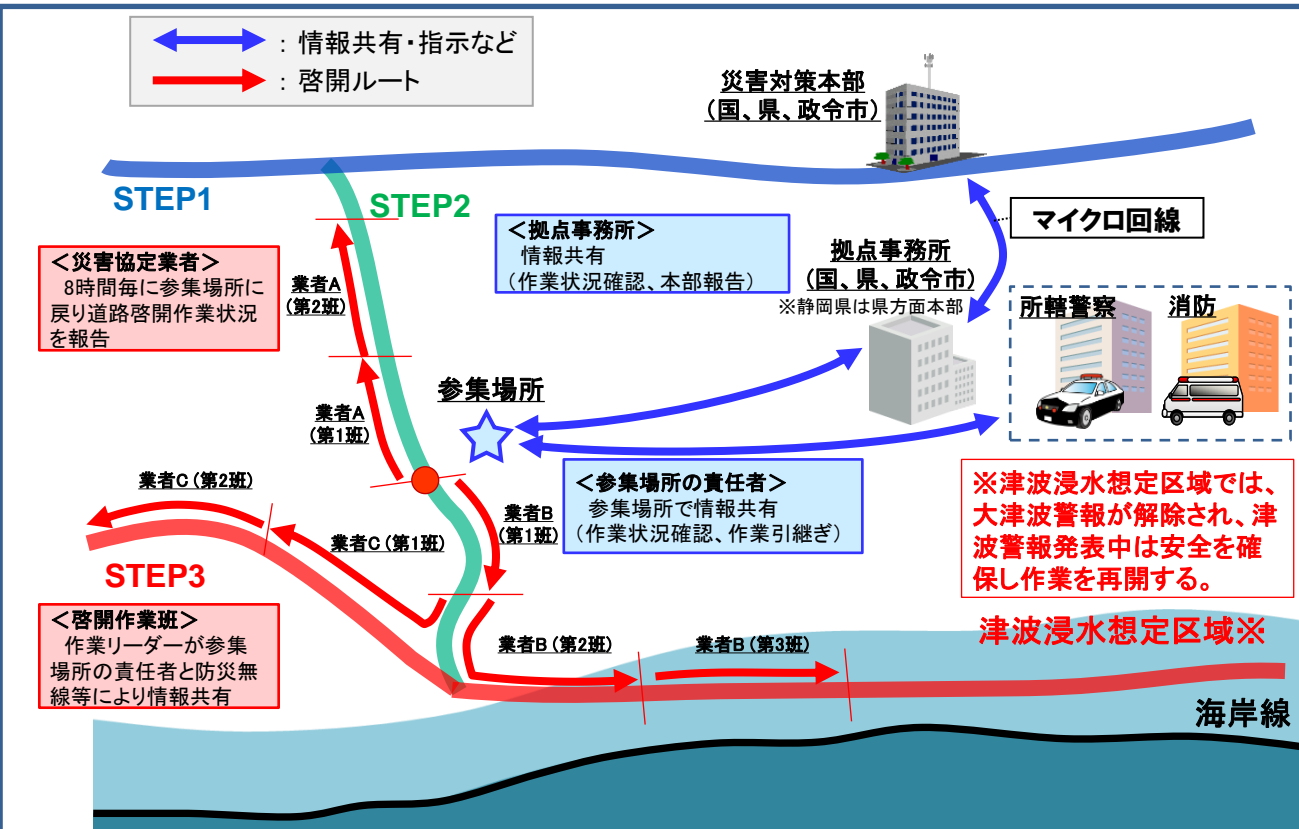 ：情報共有・指示など
：啓開ルート
災害対策本部
（国、県、政令市）
STEP1
STEP2
マイクロ回線
＜拠点事務所＞
情報共有
（作業状況確認、本部報告）
拠点事務所
（国、県、政令市）
※静岡県は県方面本部
所轄警察
消防
＜災害協定業者＞
8時間毎に参集場所に
戻り道路啓開作業状況
を報告
業者A
（第2班）
参集場所
業者A
（第1班）
＜参集場所の責任者＞
参集場所で情報共有
（作業状況確認、作業引継ぎ）
※津波浸水想定区域では、
大津波警報が解除され、津
波警報発表中は安全を確
保し作業を再開する。
業者C（第2班）
業者B
（第1班）
業者C（第1班）
STEP3
＜啓開作業班＞
作業リーダーが参集
場所の責任者と防災無
線等により情報共有
業者B（第2班）
業者B（第3班）
津波浸水想定区域※
海岸線